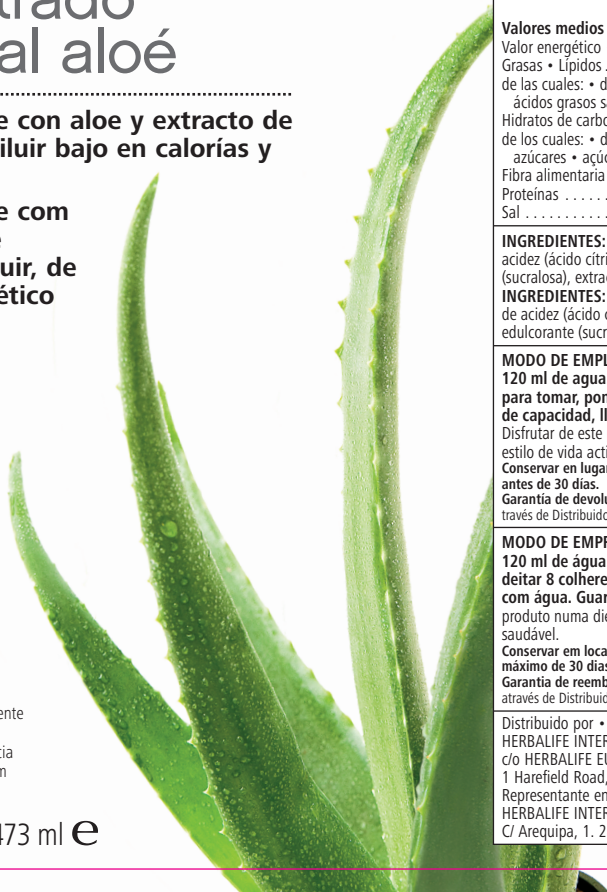 trado
al aloé
e con aloe y extracto de
iluir bajo en calorías y
e com
e
uir, de
ético
ente
cia
m
473 ml e
Valores medios
Valor energético
Grasas • Lípidos .
de las cuales: • d
ácidos grasos sa
Hidratos de carbo
de los cuales: • d
azúcares • açúc
Fibra alimentaria
Proteínas . . . . . .
Sal . . . . . . . . . . .
INGREDIENTES:
acidez (ácido cítri
(sucralosa), extrac
INGREDIENTES:
de acidez (ácido c
edulcorante (sucr
MODO DE EMPL
120 ml de agua
para tomar, pon
de capacidad, ll
Disfrutar de este
estilo de vida acti
Conservar en lugar
antes de 30 días.
Garantía de devolu
través de Distribuido
MODO DE EMPR
120 ml de água
deitar 8 colhere
com água. Guar
produto numa die
saudável.
Conservar em loca
máximo de 30 dias
Garantia de reemb
através de Distribuid
Distribuido por •
HERBALIFE INTER
c/o HERBALIFE EU
1 Harefield Road,
Representante en
HERBALIFE INTER
C/ Arequipa, 1. 2